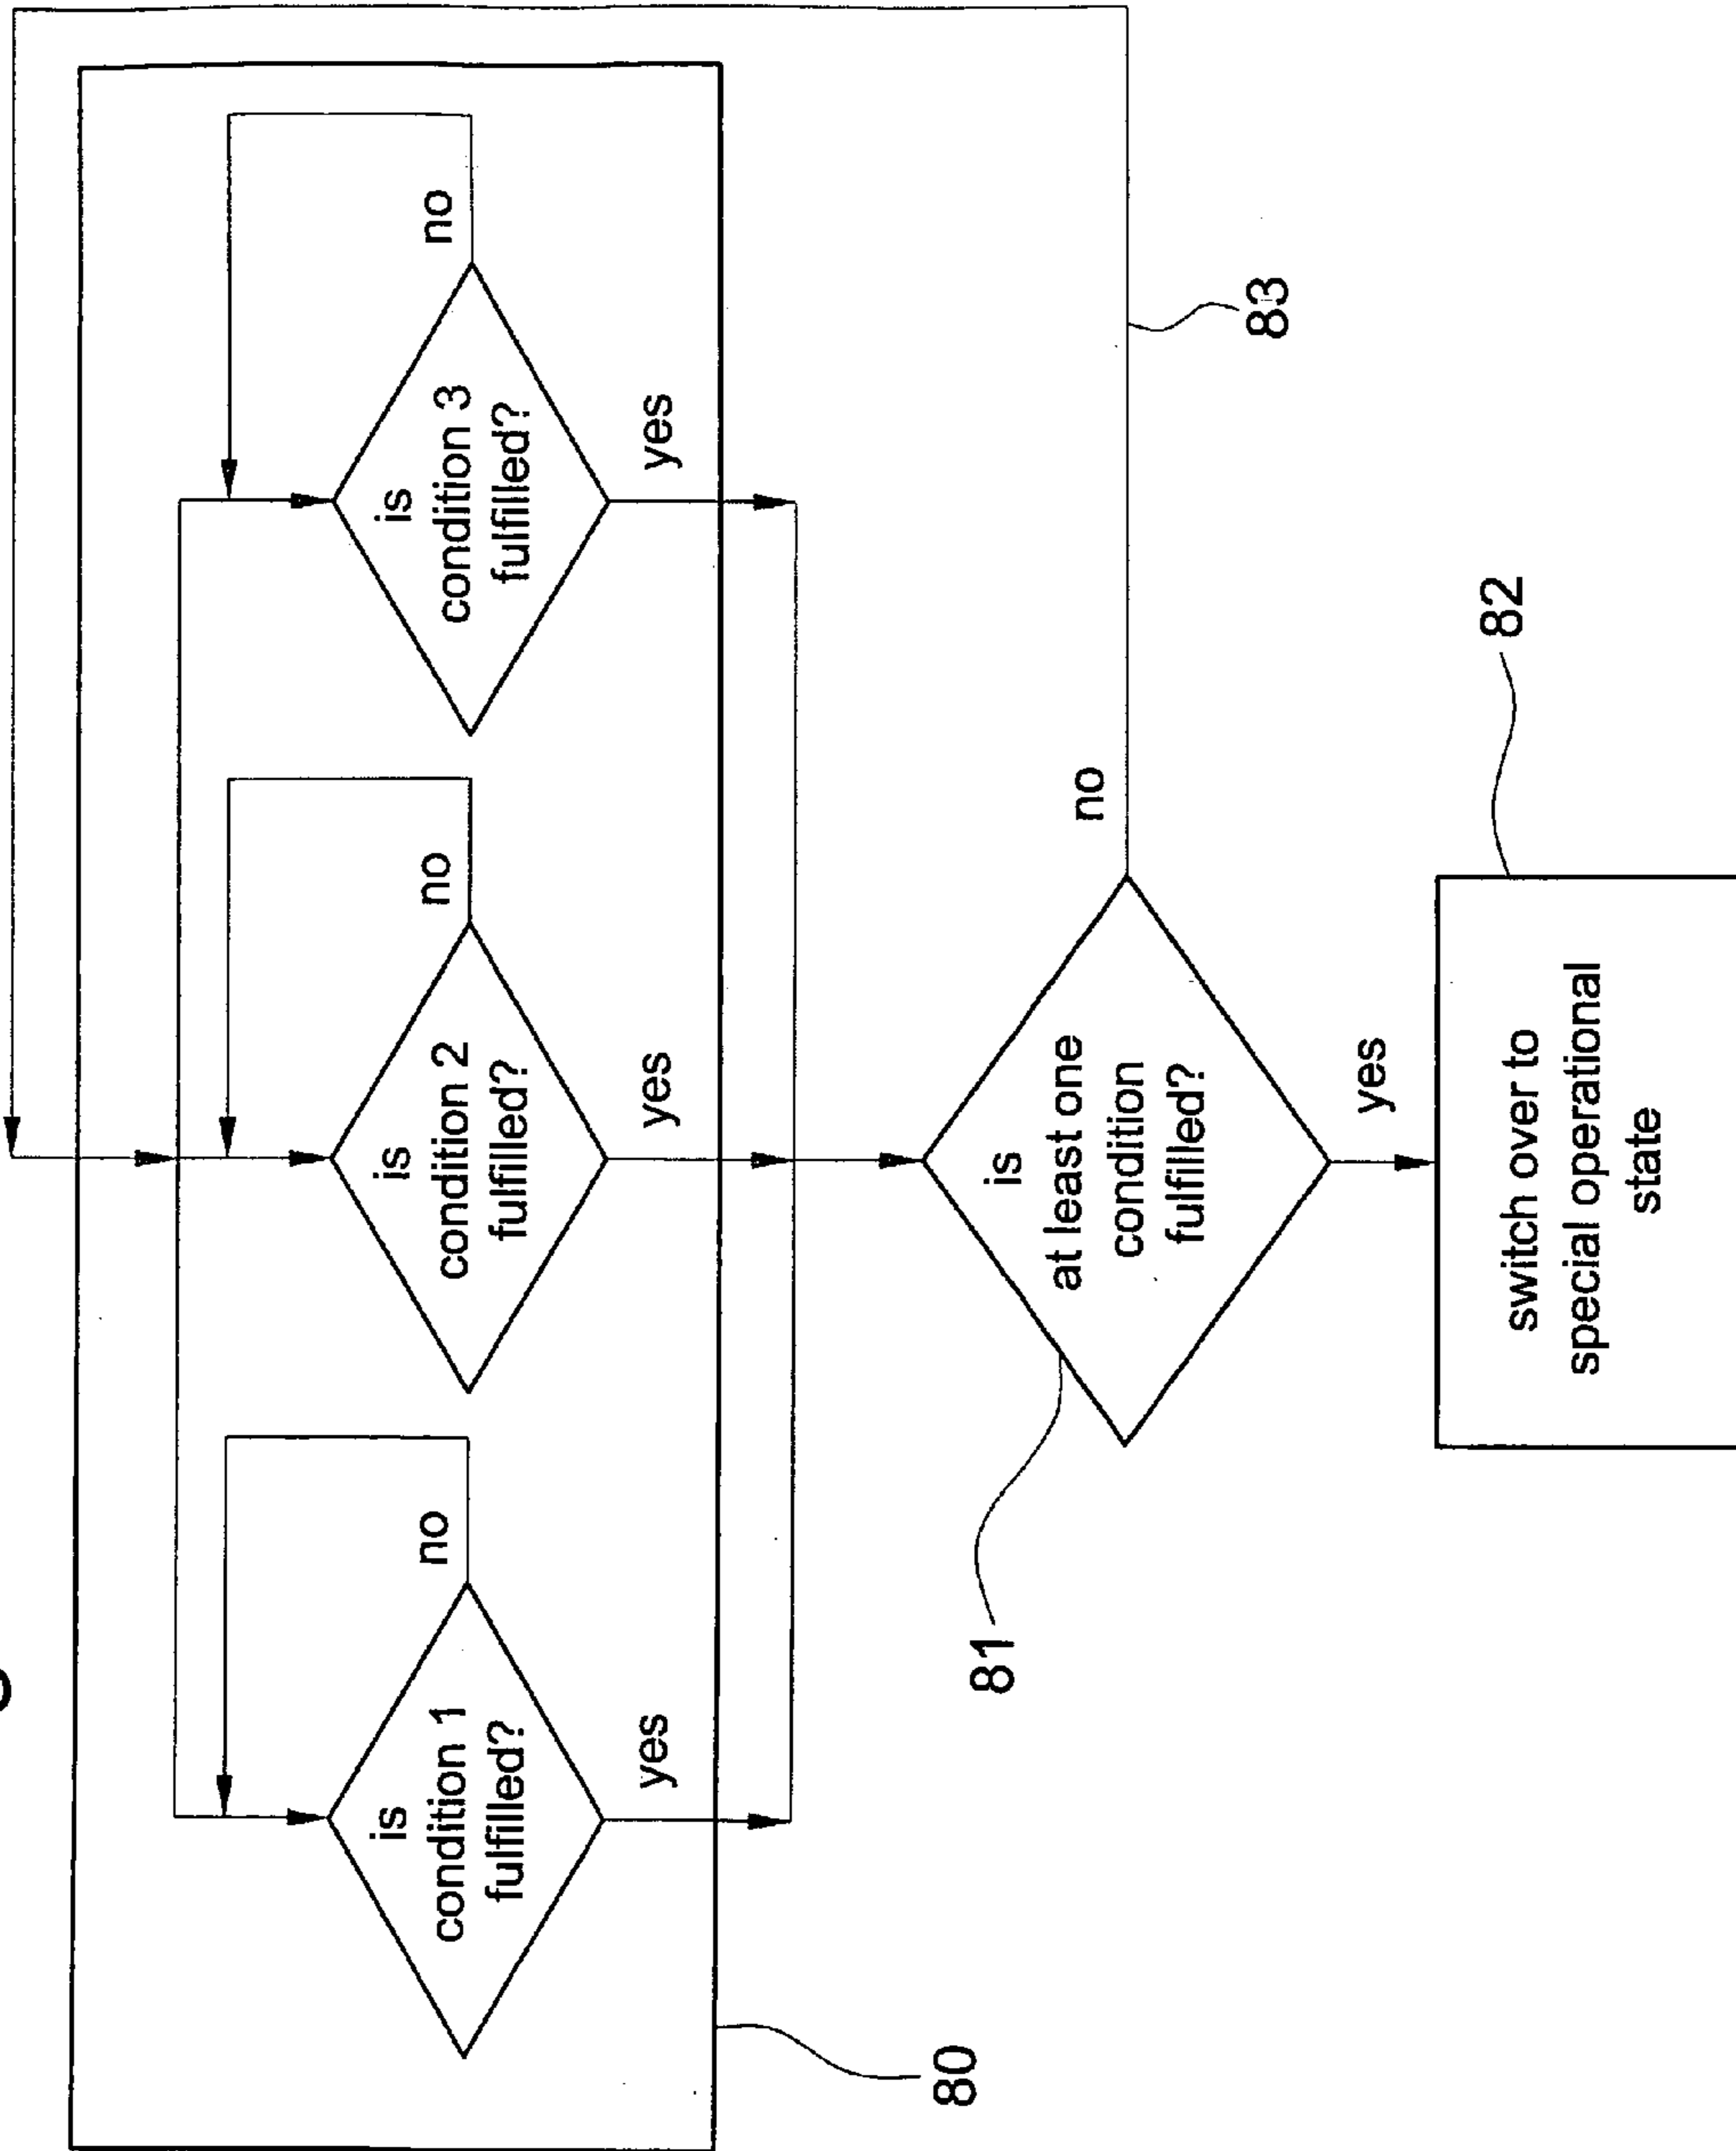 is
condition 1
fulfilled?
no
yes
is
condition 2
fulfilled?
no
yes
is
condition 3
fulfilled?
no
yes
80
is
at least one
condition
fulfilled?
no
yes
81
83
switch over to
special operational
state
82